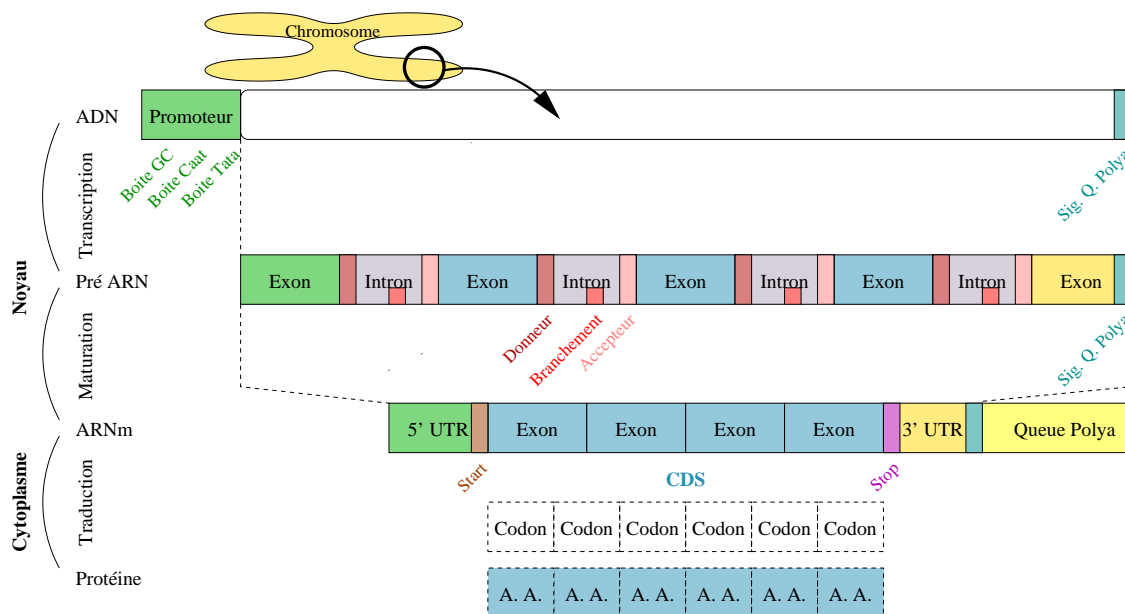 Chromosome
ADN
Promoteur
Boite GC
Boite Caat
Boite Tata
Sig. Q. Polya
Transcription
Noyau
Pré ARN
Exon Intron Exon Intron Exon Intron Exon Intron Exon
Donneur
Branchement
Accepteur
Sig. Q. Polya
Maturation
ARNm
5' UTR Exon Exon Exon Exon 3' UTR Queue Polya
Start
CDS
Stop
Cytoplasme
Traduction
Codon Codon Codon Codon Codon Codon
Protéine
A. A. A. A. A. A. A. A. A. A. A. A.